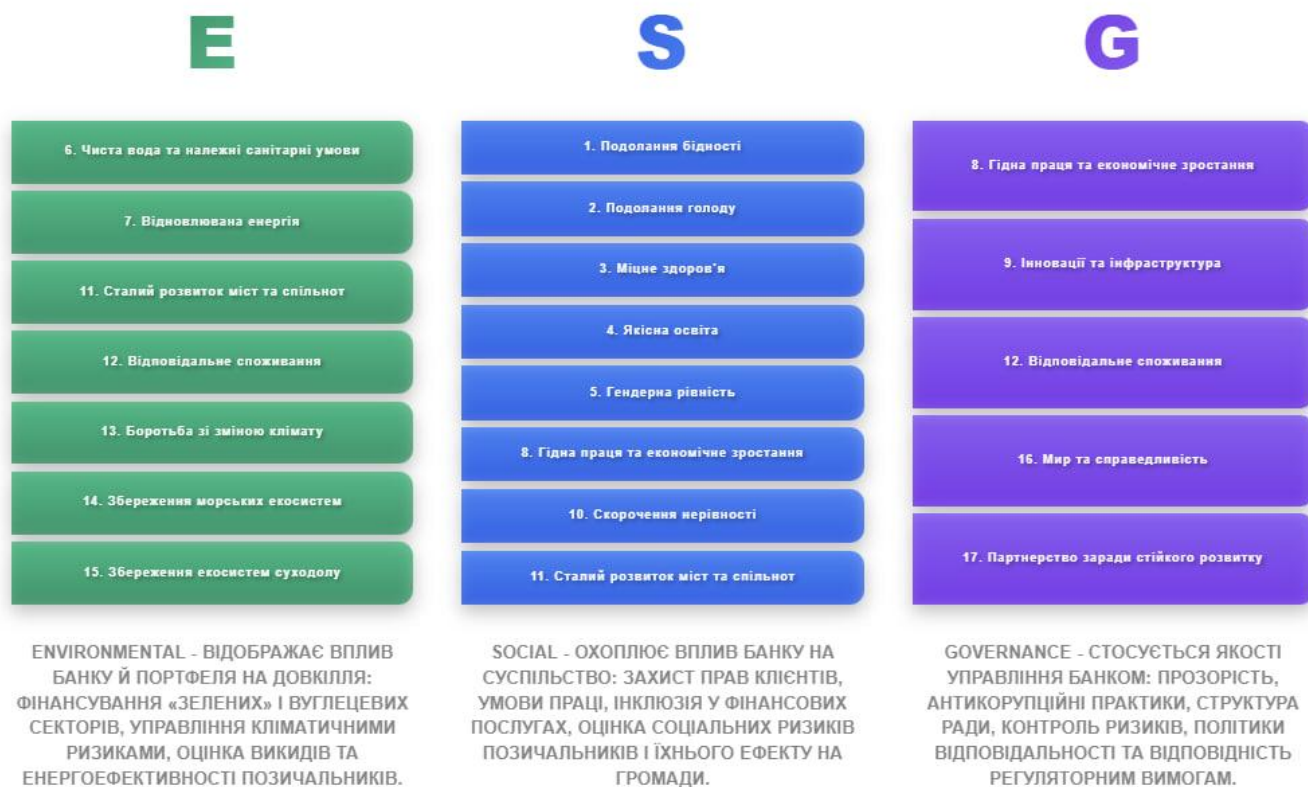 E
6. Чиста вода та належні санітарні умови
7. Відновлювана енергія
11. Сталий розвиток міст та спільнот
12. Відповідальне споживання
13. Боротьба зі зміною клімату
14. Збереження морських екосистем
15. Збереження екосистем суходолу
ENVIRONMENTAL - ВІДОБРАЖАЄ ВПЛИВ
БАНКУ Й ПОРТФЕЛЯ НА ДОВКІЛЛЯ:
ФІНАНСУВАННЯ «ЗЕЛЕНИХ» І ВУГЛЕЦЕВИХ
СЕКТОРІВ, УПРАВЛІННЯ КЛІМАТИЧНИМИ
РИЗИКАМИ, ОЦІНКА ВИКИДІВ ТА
ЕНЕРГОЕФЕКТИВНОСТІ ПОЗИЧАЛЬНИКІВ.
S
1. Подолання бідності
2. Подолання голоду
3. Міцне здоров'я
4. Якісна освіта
5. Гендерна рівність
8. Гідна праця та економічне зростання
10. Скорочення нерівності
11. Сталий розвиток міст та спільнот
SOCIAL - ОХОПЛЮЄ ВПЛИВ БАНКУ НА
СУСПІЛЬСТВО: ЗАХИСТ ПРАВ КЛІЄНТІВ,
УМОВИ ПРАЦІ, ІНКЛЮЗІЯ У ФІНАНСОВИХ
ПОСЛУГАХ, ОЦІНКА СОЦІАЛЬНИХ РИЗИКІВ
ПОЗИЧАЛЬНИКІВ І ЇХНЬОГО ЕФЕКТУ НА
ГРОМАДИ.
G
8. Гідна праця та економічне зростання
9. Інновації та інфраструктура
12. Відповідальне споживання
16. Мир та справедливість
17. Партнерство заради стійкого розвитку
GOVERNANCE - СТОСУЄТЬСЯ ЯКОСТІ
УПРАВЛІННЯ БАНКОМ: ПРОЗОРІСТЬ,
АНТИКОРУПЦІЙНІ ПРАКТИКИ, СТРУКТУРА
РАДИ, КОНТРОЛЬ РИЗИКІВ, ПОЛІТИКИ
ВІДПОВІДАЛЬНОСТІ ТА ВІДПОВІДНІСТЬ
РЕГУЛЯТОРНИМ ВИМОГАМ.